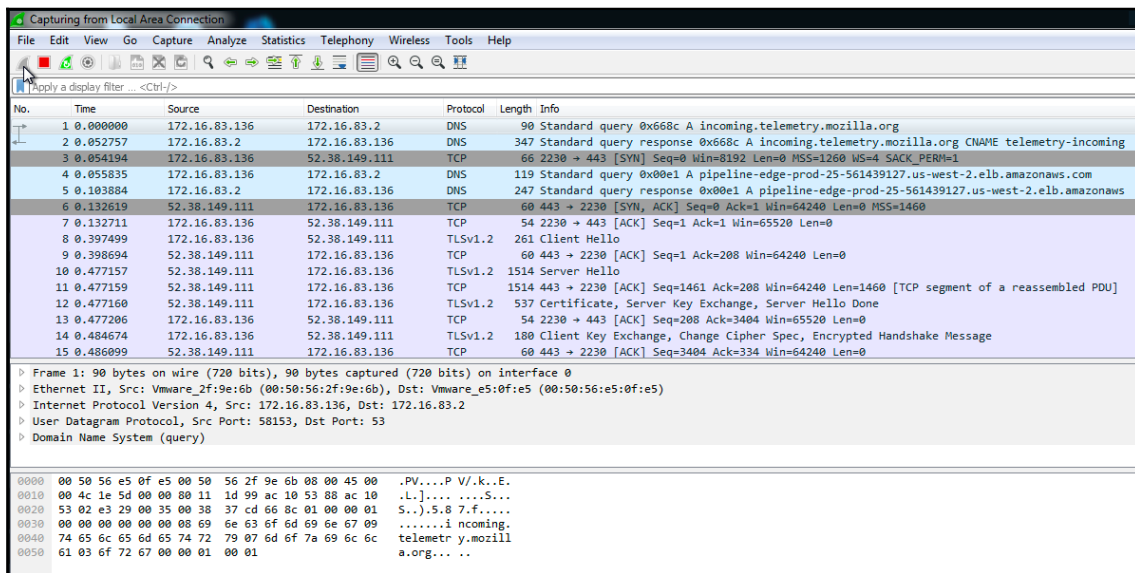 Capturing from Local Area Connection
File Edit View Go Capture Analyze Statistics Telephony Wireless Tools Help
Apply a display filter ... <Ctrl-/>
No. Time Source Destination Protocol Length Info
1 0.000000 172.16.83.136 172.16.83.2 DNS 90 Standard query 0x668c A incoming.telemetry.mozilla.org
2 0.052757 172.16.83.2 172.16.83.136 DNS 347 Standard query response 0x668c A incoming.telemetry.mozilla.org CNAME telemetry-incoming
3 0.054194 172.16.83.136 52.38.149.111 TCP 66 2230 → 443 [SYN] Seq=0 Win=8192 Len=0 MSS=1260 WS=4 SACK_PERM=1
4 0.055835 172.16.83.136 172.16.83.2 DNS 119 Standard query 0x00e1 A pipeline-edge-prod-25-561439127.us-west-2.elb.amazonaws.com
5 0.103884 172.16.83.2 172.16.83.136 DNS 247 Standard query response 0x00e1 A pipeline-edge-prod-25-561439127.us-west-2.elb.amazonaws
6 0.132619 52.38.149.111 172.16.83.136 TCP 60 443 → 2230 [SYN, ACK] Seq=0 Ack=1 Win=64240 Len=0 MSS=1460
7 0.132711 172.16.83.136 52.38.149.111 TCP 54 2230 → 443 [ACK] Seq=1 Ack=1 Win=65520 Len=0
8 0.397499 172.16.83.136 52.38.149.111 TLSv1.2 261 Client Hello
9 0.398694 52.38.149.111 172.16.83.136 TCP 60 443 → 2230 [ACK] Seq=1 Ack=208 Win=64240 Len=0
10 0.477157 52.38.149.111 172.16.83.136 TLSv1.2 1514 Server Hello
11 0.477159 52.38.149.111 172.16.83.136 TCP 1514 443 → 2230 [ACK] Seq=1461 Ack=208 Win=64240 Len=1460 [TCP segment of a reassembled PDU]
12 0.477160 52.38.149.111 172.16.83.136 TLSv1.2 537 Certificate, Server Key Exchange, Server Hello Done
13 0.477206 172.16.83.136 52.38.149.111 TCP 54 2230 → 443 [ACK] Seq=208 Ack=3404 Win=65520 Len=0
14 0.484674 172.16.83.136 52.38.149.111 TLSv1.2 180 Client Key Exchange, Change Cipher Spec, Encrypted Handshake Message
15 0.486099 52.38.149.111 172.16.83.136 TCP 60 443 → 2230 [ACK] Seq=3404 Ack=334 Win=64240 Len=0
Frame 1: 90 bytes on wire (720 bits), 90 bytes captured (720 bits) on interface 0
Ethernet II, Src: Vmware_2f:9e:6b (00:50:56:2f:9e:6b), Dst: Vmware_e5:0f:e5 (00:50:56:e5:0f:e5)
Internet Protocol Version 4, Src: 172.16.83.136, Dst: 172.16.83.2
User Datagram Protocol, Src Port: 58153, Dst Port: 53
Domain Name System (query)
0000 00 50 56 e5 0f e5 00 50 56 2f 9e 6b 08 00 45 00 .PV....P V/.k..E.
0010 00 4c 1e 5d 00 00 80 11 1d 99 ac 10 53 88 ac 10 .L.].... ....S...
0020 53 02 e3 29 00 35 00 38 37 cd 66 8c 01 00 00 01 S..).5.8 7.f.....
0030 00 00 00 00 00 00 08 69 6e 63 6f 6d 69 6e 67 09 .......i ncoming.
0040 74 65 6c 65 6d 65 74 72 79 07 6d 6f 7a 69 6c 6c telemetr y.mozill
0050 61 03 6f 72 67 00 00 01 00 01 a.org... ..